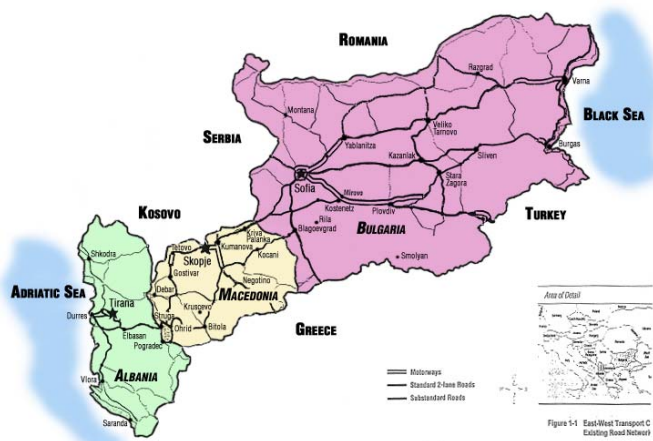 ROMANIA
Razgrad
Varna
Montana
BLACK SEA
Veliko
Tarnovo
SERBIA
Yablanitza
Burgas
Kazanlak
Sliven
Sofia
Stara
Zagora
Mirovo
Kostenetz
Plovdiv
KOSOVO
TURKEY
Rila
BULGARIA
Kriva
Palanka
Blagoevgrad
Tetovo
Kumanova
Skopje
Kocani
Smolyan
Shkodra
Gostivar
Negotino
ADRIATIC SEA
Debar
MACEDONIA
Area of Detail
Tirana
Krusevo
Durres
Struga
GREECE
Ohrid
Bitola
Elbasan
Pogradec
ALBANIA
Vlora
Motorways
Standard 2-lane Roads
Substandard Roads
Saranda
Figure 1-1 East-West Transport C
Existing Road Network